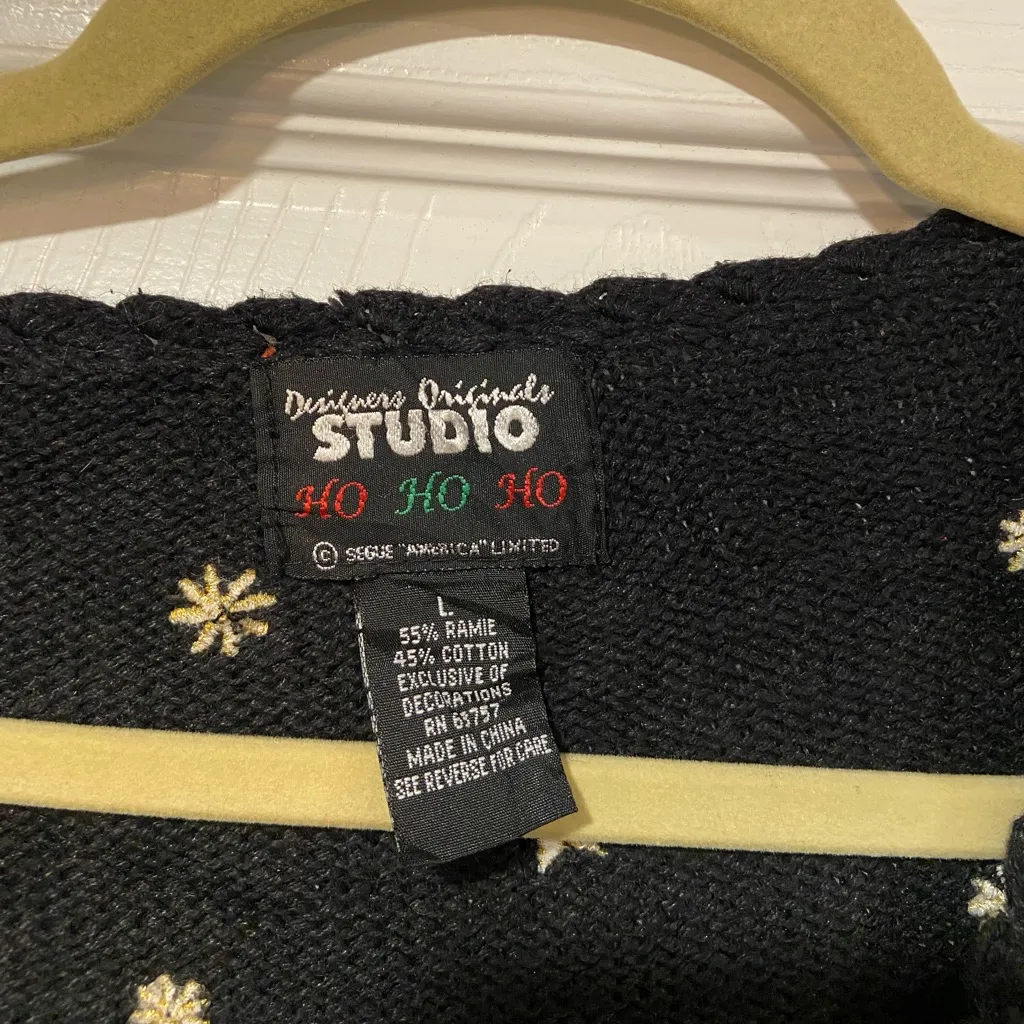 Designers Originals
STUDIO
HO HO HO
© SEGUE "AMERICA" LIMITED
L
55% RAMIE
45% COTTON
EXCLUSIVE OF
DECORATIONS
RN
MADE IN CHINA
SEE REVERSE FOR CARE